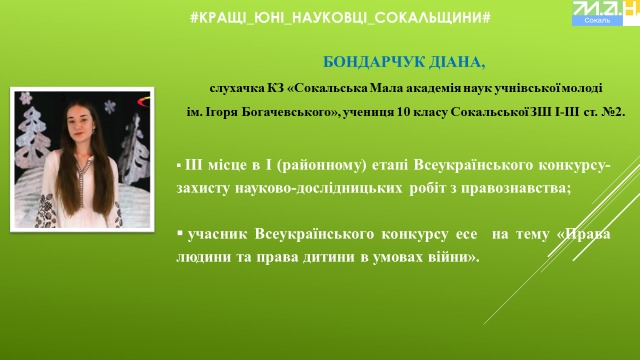 #КРАЩІ_ЮНІ_НАУКОВЦІ_СОКАЛЬЩИНИ#
м.а.н
Сокаль
БОНДАРЧУК ДІАНА,
слухачка КЗ «Сокальська Мала академія наук учнівської молоді
ім. Ігоря Богачевського», учениця 10 класу Сокальської ЗШ І-ІІІ ст. №2.
▪ ІІІ місце в І (районному) етапі Всеукраїнського конкурсу-
захисту науково-дослідницьких робіт з правознавства;
▪ учасник Всеукраїнського конкурсу есе на тему «Права
людини та права дитини в умовах війни».